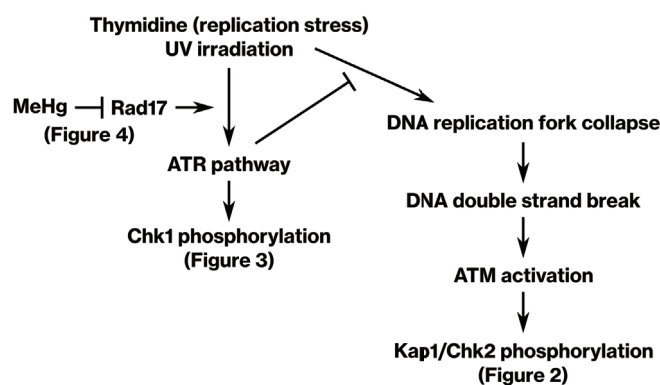 Thymidine (replication stress)
UV irradiation
MeHg
Rad17
(Figure 4)
DNA replication fork collapse
ATR pathway
DNA double strand break
Chk1 phosphorylation
(Figure 3)
ATM activation
Kap1/Chk2 phosphorylation
(Figure 2)